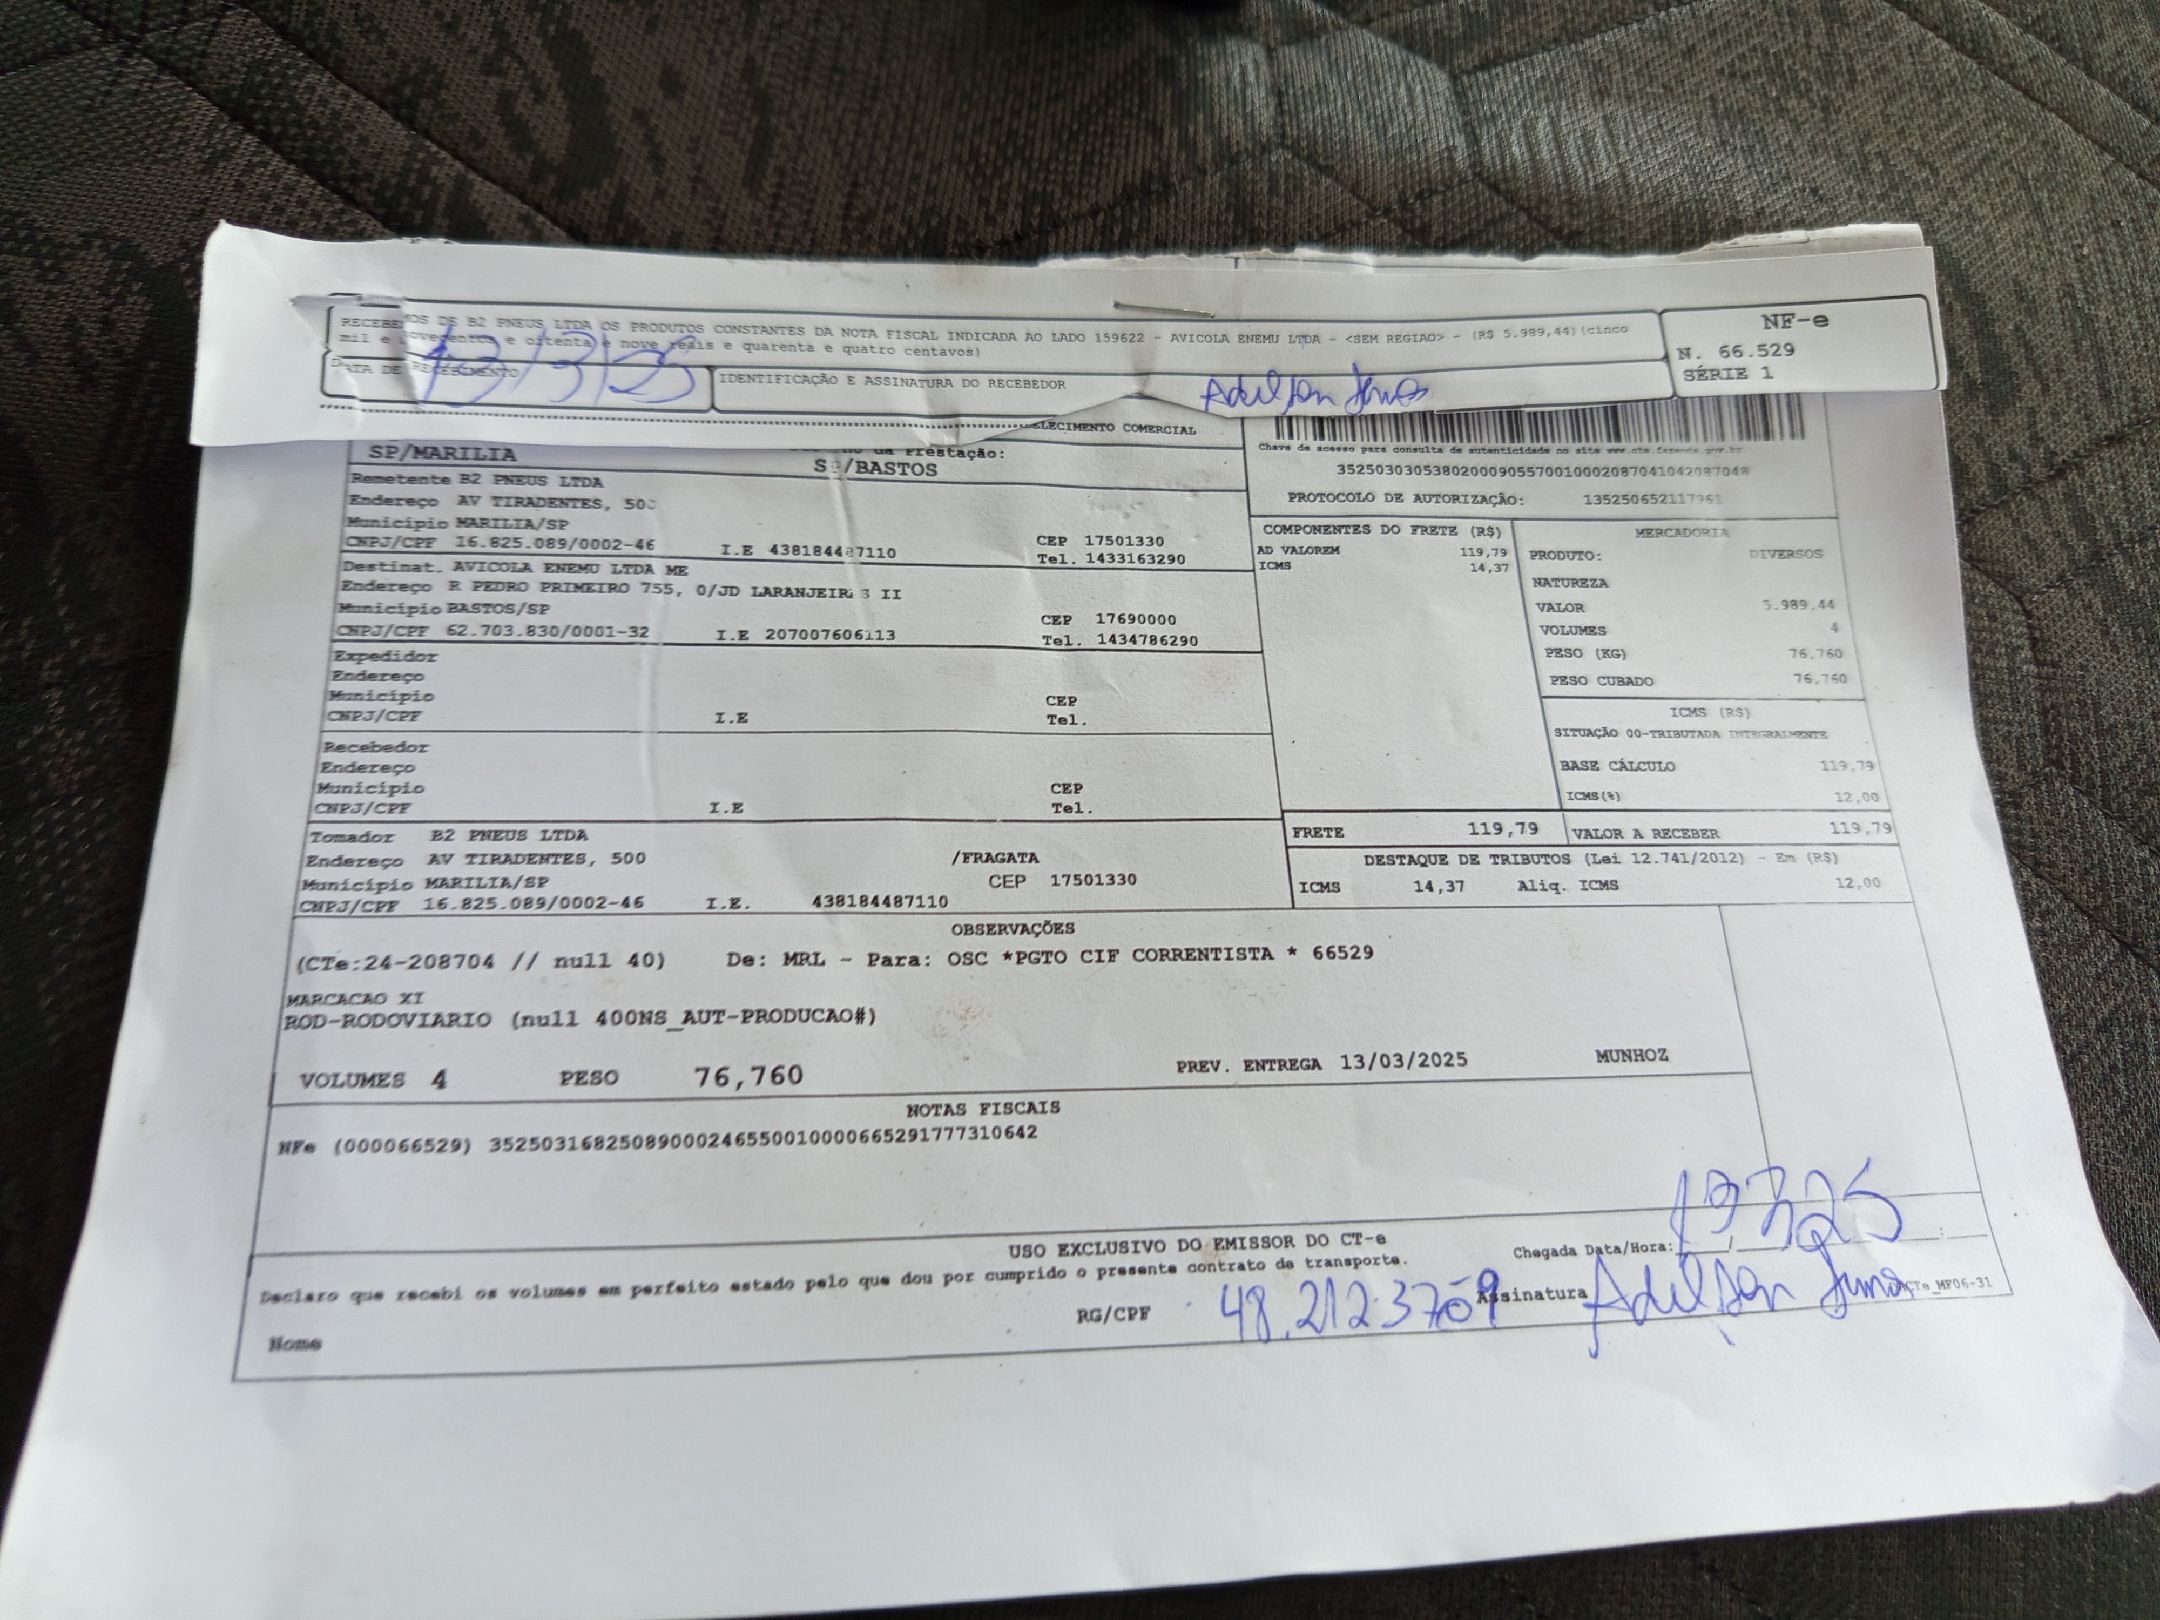 RECEBEMOS DE B2 PNEUS LTDA OS PRODUTOS CONSTANTES DA NOTA FISCAL INDICADA AO LADO 159622 - AVICOLA ENEMU LTDA - <SEM REGIAO> - (R$ 5.989,44)(cinco
mil e novecentos e oitenta e nove reais e quarenta e quatro centavos)
DATA DE RECEBIMENTO
13/3/25
IDENTIFICAÇÃO E ASSINATURA DO RECEBEDOR
Adilson
NF-e
N. 66.529
SÉRIE 1
ELECIMENTO COMERCIAL
da Prestação:
SP/MARILIA
SP/BASTOS
Chave de acesso para consulta de autenticidade no site www.cte.fazenda.gov.br
35250303053802000905570010002087041042087048
PROTOCOLO DE AUTORIZAÇÃO: 135250652117961
Remetente B2 PNEUS LTDA
Endereço AV TIRADENTES, 500
Município MARILIA/SP CEP 17501330
CNPJ/CPF 16.825.089/0002-46 I.E 438184487110 Tel. 1433163290
Destinat. AVICOLA ENEMU LTDA ME
Endereço R PEDRO PRIMEIRO 755, 0/JD LARANJEIRAS II
Município BASTOS/SP CEP 17690000
CNPJ/CPF 62.703.830/0001-32 I.E 207007606113 Tel. 1434786290
Expedidor
Endereço
Município CEP
CNPJ/CPF I.E Tel.
Recebedor
Endereço
Município CEP
CNPJ/CPF I.E Tel.
Tomador B2 PNEUS LTDA
Endereço AV TIRADENTES, 500 /FRAGATA
Município MARILIA/SP CEP 17501330
CNPJ/CPF 16.825.089/0002-46 I.E. 438184487110
COMPONENTES DO FRETE (R$)
AD VALOREM 119,79
ICMS 14,37
MERCADORIA
PRODUTO: DIVERSOS
NATUREZA
VALOR 5.989,44
VOLUMES 4
PESO (KG) 76,760
PESO CUBADO 76,760
ICMS (R$)
SITUAÇÃO 00-TRIBUTADA INTEGRALMENTE
BASE CÁLCULO 119,79
ICMS(%) 12,00
FRETE 119,79 VALOR A RECEBER 119,79
DESTAQUE DE TRIBUTOS (Lei 12.741/2012) - Em (R$)
ICMS 14,37 Aliq. ICMS 12,00
OBSERVAÇÕES
(CTe:24-208704 // null 40) De: MRL - Para: OSC *PGTO CIF CORRENTISTA * 66529
MARCACAO XI
ROD-RODOVIARIO (null 400NS_AUT-PRODUCAO#)
VOLUMES 4 PESO 76,760 PREV. ENTREGA 13/03/2025 MUNHOZ
NOTAS FISCAIS
NFe (000066529) 35250316825089000246550010000665291777310642
USO EXCLUSIVO DO EMISSOR DO CT-e
Declaro que recebi os volumes em perfeito estado pelo que dou por cumprido o presente contrato de transporte.
Chegada Data/Hora: 13 3 25
Nome RG/CPF Assinatura Adilson
DACTe_MF06-31